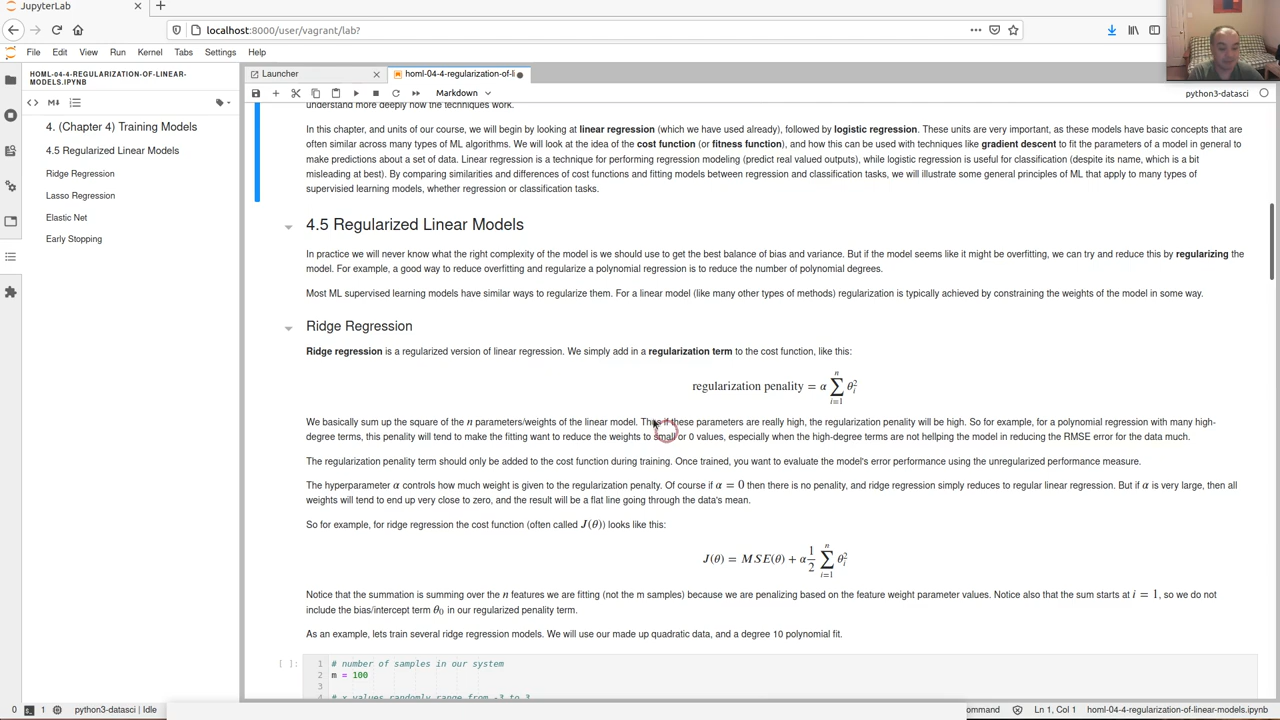 JupyterLab
localhost:8000/user/vagrant/lab?
File Edit View Run Kernel Tabs Settings Help
HOML-04-4-REGULARIZATION-OF-LINEAR-
MODELS.IPYNB
4. (Chapter 4) Training Models
4.5 Regularized Linear Models
Ridge Regression
Lasso Regression
Elastic Net
Early Stopping
Launcher
homl-04-4-regularization-of-li
Markdown
python3-datasci
understand more deeply how the techniques work.
In this chapter, and units of our course, we will begin by looking at linear regression (which we have used already), followed by logistic regression. These units are very important, as these models have basic concepts that are
often similar across many types of ML algorithms. We will look at the idea of the cost function (or fitness function), and how this can be used with techniques like gradient descent to fit the parameters of a model in general to
make predictions about a set of data. Linear regression is a technique for performing regression modeling (predict real valued outputs), while logistic regression is useful for classification (despite its name, which is a bit
misleading at best). By comparing similarities and differences of cost functions and fitting models between regression and classification tasks, we will illustrate some general principles of ML that apply to many types of
supervised learning models, whether regression or classification tasks.
4.5 Regularized Linear Models
In practice we will never know what the right complexity of the model is we should use to get the best balance of bias and variance. But if the model seems like it might be overfitting, we can try and reduce this by regularizing the
model. For example, a good way to reduce overfitting and regularize a polynomial regression is to reduce the number of polynomial degrees.
Most ML supervised learning models have similar ways to regularize them. For a linear model (like many other types of methods) regularization is typically achieved by constraining the weights of the model in some way.
Ridge Regression
Ridge regression is a regularized version of linear regression. We simply add in a regularization term to the cost function, like this:
regularization penality = α ∑ᵢ₌₁ⁿ θᵢ²
We basically sum up the square of the n parameters/weights of the linear model. Thus if these parameters are really high, the regularization penality will be high. So for example, for a polynomial regression with many high-
degree terms, this penality will tend to make the fitting want to reduce the weights to small or 0 values, especially when the high-degree terms are not hellping the model in reducing the RMSE error for the data much.
The regularization penality term should only be added to the cost function during training. Once trained, you want to evaluate the model's error performance using the unregularized performance measure.
The hyperparameter α controls how much weight is given to the regularization penality. Of course if α = 0 then there is no penality, and ridge regression simply reduces to regular linear regression. But if α is very large, then all
weights will tend to end up very close to zero, and the result will be a flat line going through the data's mean.
So for example, for ridge regression the cost function (often called J(θ)) looks like this:
J(θ) = MSE(θ) + α 1/2 ∑ᵢ₌₁ⁿ θᵢ²
Notice that the summation is summing over the n features we are fitting (not the m samples) because we are penalizing based on the feature weight parameter values. Notice also that the sum starts at i = 1, so we do not
include the bias/intercept term θ₀ in our regularized penality term.
As an example, lets train several ridge regression models. We will use our made up quadratic data, and a degree 10 polynomial fit.
[ ]:
1 # number of samples in our system
2 m = 100
3
4 # x values randomly range from -3 to 3
0 1 python3-datasci | Idle
ommand Ln 1, Col 1 homl-04-4-regularization-of-linear-models.ipynb